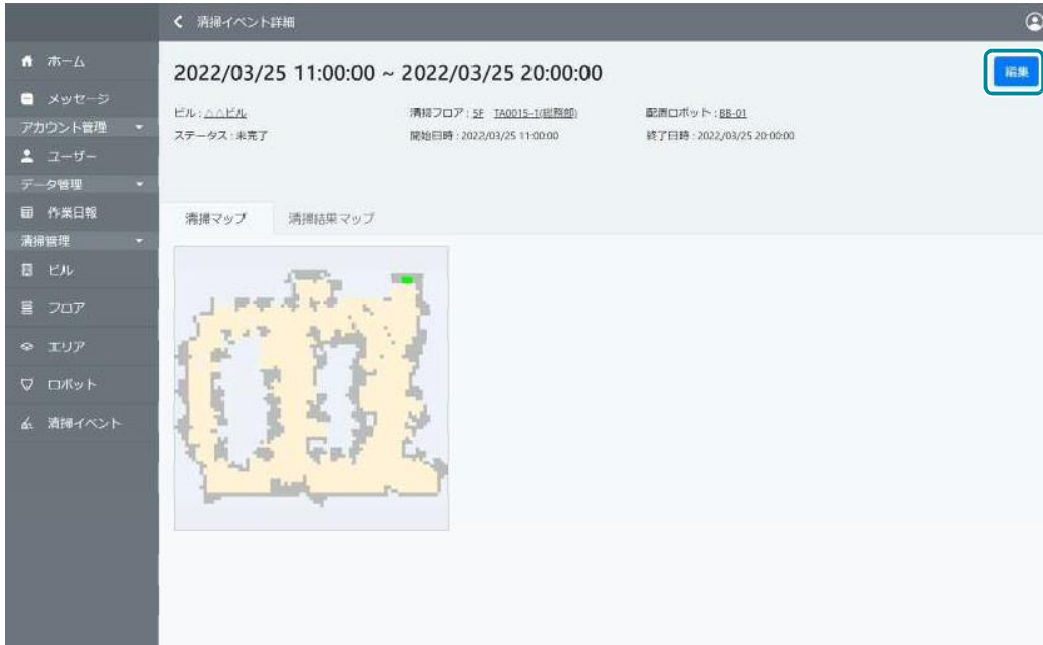 清掃イベント詳細
ホーム
メッセージ
アカウント管理
ユーザー
データ管理
作業日報
清掃管理
ビル
フロア
エリア
ロボット
清掃イベント
2022/03/25 11:00:00 ~ 2022/03/25 20:00:00
編集
ビル : △△ビル 清掃フロア : 5F TA0015-1(総務部) 配置ロボット : BB-01
ステータス : 未完了 開始日時 : 2022/03/25 11:00:00 終了日時 : 2022/03/25 20:00:00
清掃マップ 清掃結果マップ